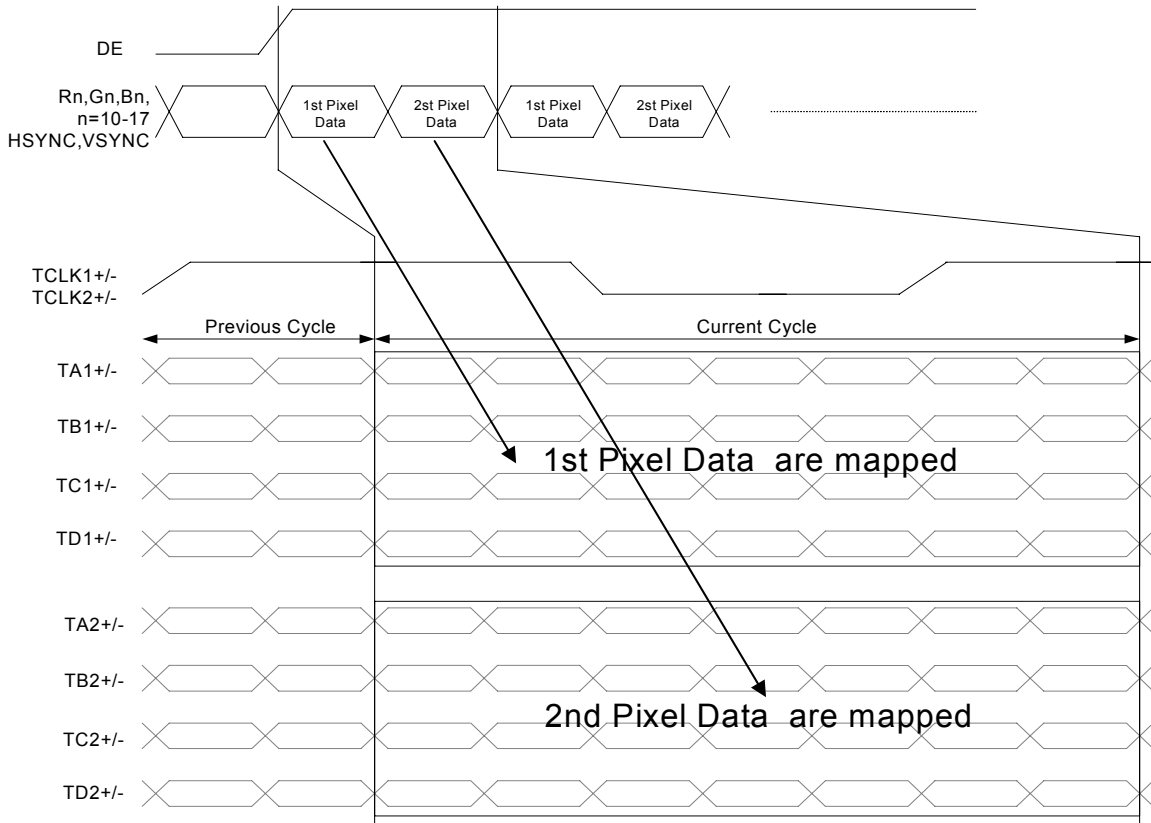 DE
Rn,Gn,Bn,
n=10-17
HSYNC,VSYNC
1st Pixel
Data
2st Pixel
Data
1st Pixel
Data
2st Pixel
Data
TCLK1+/-
TCLK2+/-
Previous Cycle
Current Cycle
TA1+/-
TB1+/-
1st Pixel Data are mapped
TC1+/-
TD1+/-
TA2+/-
TB2+/-
2nd Pixel Data are mapped
TC2+/-
TD2+/-